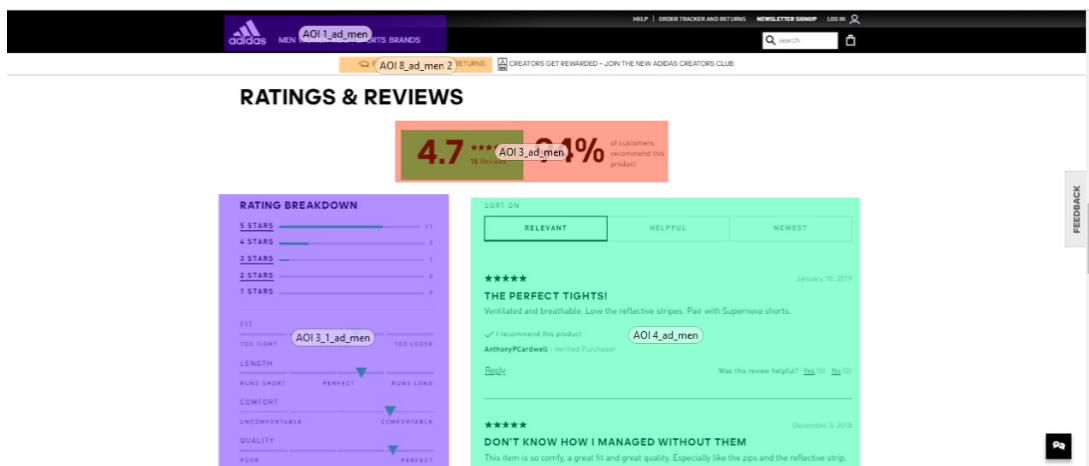 HELP | ORDER TRACKER AND RETURNS NEWSLETTER SIGNUP LOG IN
adidas MEN AOI 1_ad_men SPORTS BRANDS
search
AOI 8_ad_men 2 RETURNS CREATORS GET REWARDED – JOIN THE NEW ADIDAS CREATORS CLUB
RATINGS & REVIEWS
4.7 ★★★★ AOI 3_ad_men 94% of customers
recommend this
product
15 Reviews
FEEDBACK
RATING BREAKDOWN
5 STARS 11
4 STARS 3
3 STARS 1
2 STARS 0
1 STARS 0
FIT
AOI 3_1_ad_men
TOO TIGHT TOO LOOSE
LENGTH
RUNS SHORT PERFECT RUNS LONG
COMFORT
UNCOMFORTABLE COMFORTABLE
QUALITY
POOR PERFECT
SORT ON
RELEVANT HELPFUL NEWEST
★★★★★ January 10, 2019
THE PERFECT TIGHTS!
Ventilated and breathable. Love the reflective stripes. Pair with Supernova shorts.
✓ I recommend this product
AOI 4_ad_men
AnthonyPCardwell - Verified Purchaser
Reply Was this review helpful? Yes (0) No (0)
★★★★★ December 3, 2018
DON'T KNOW HOW I MANAGED WITHOUT THEM
This item is so comfy, a great fit and great quality. Especially like the zips and the reflective strip.